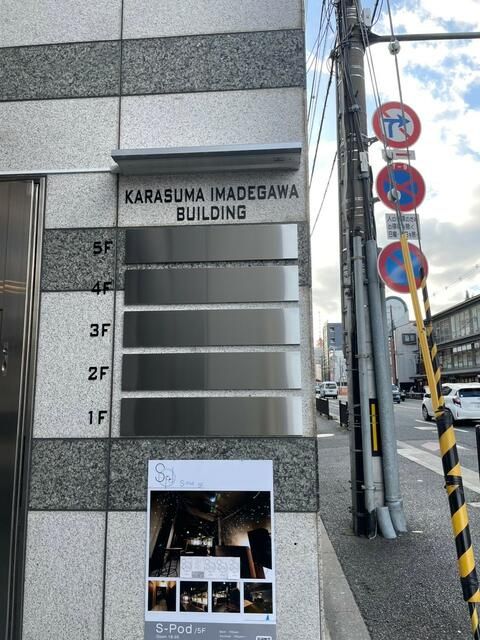 KARASUMA IMADEGAWA
BUILDING
5F
4F
3F
2F
1F
S-Pod /5F